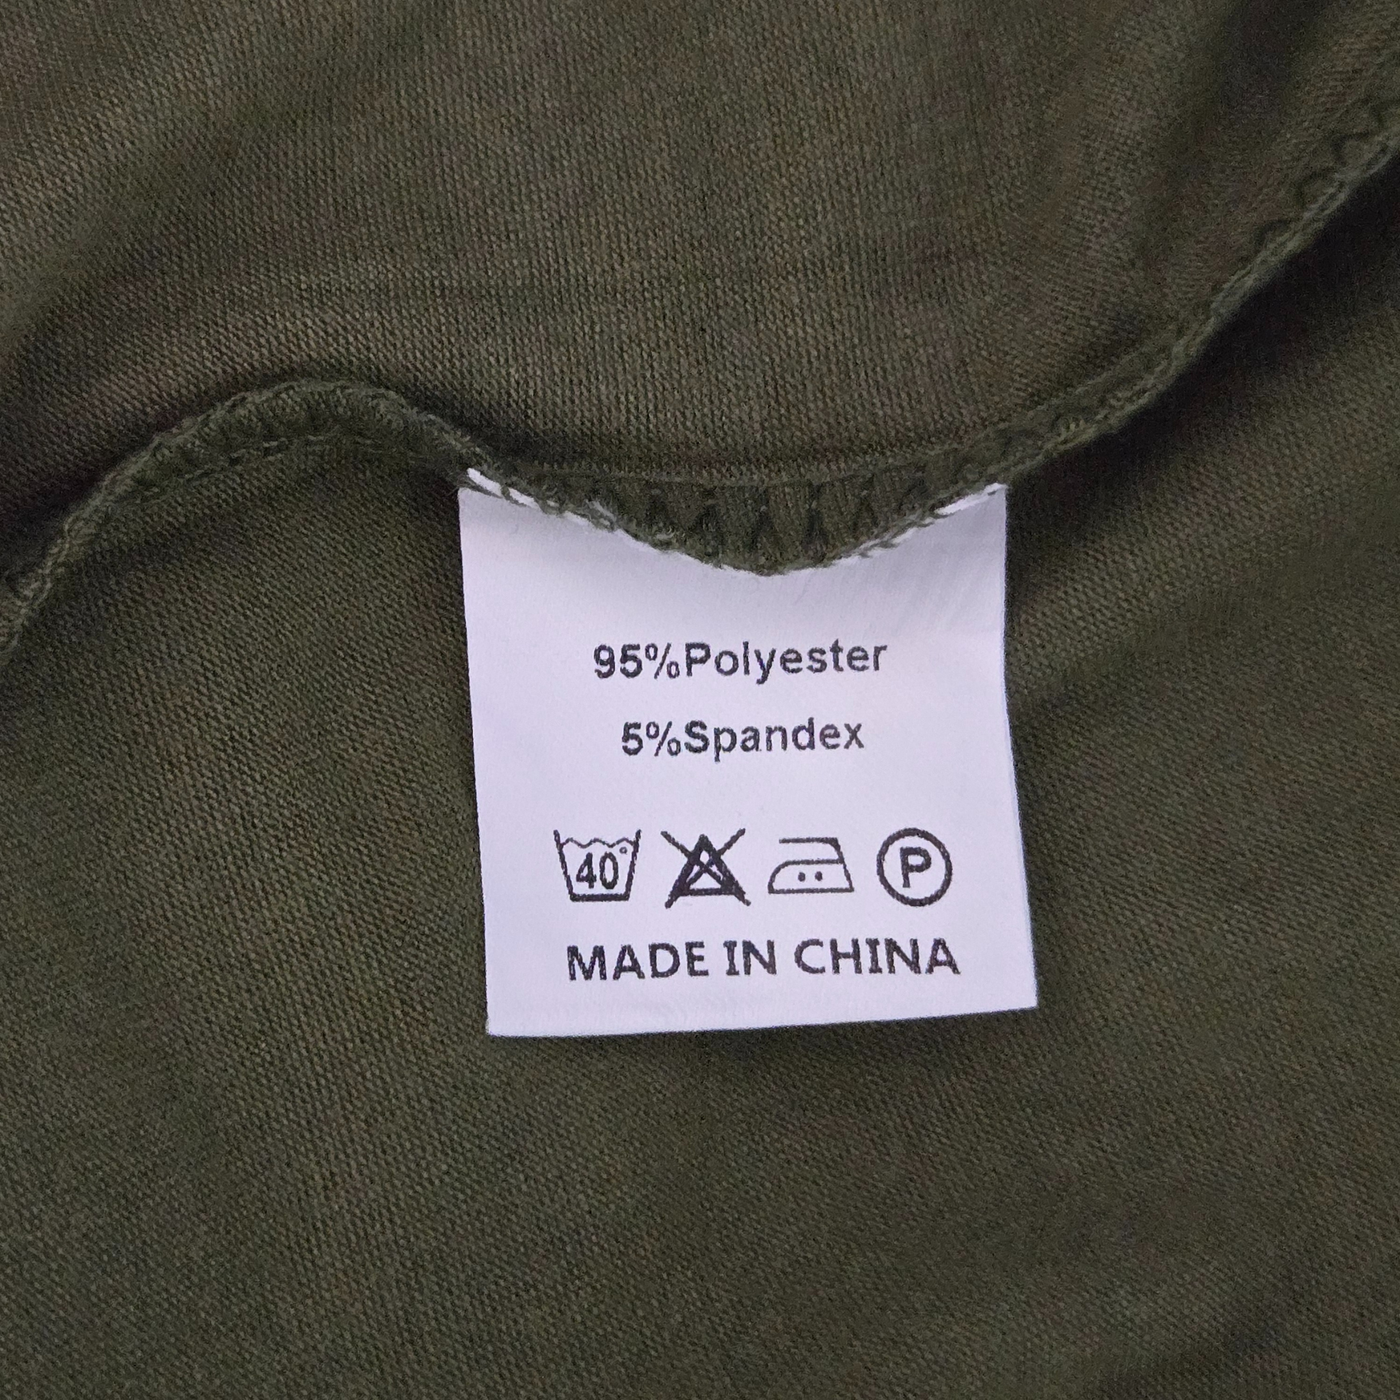 95%Polyester
5%Spandex
40° P
MADE IN CHINA